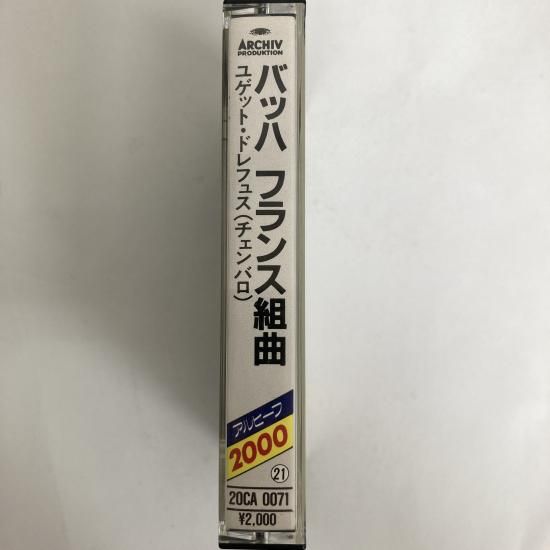 ARCHIV
PRODUKTION
バッハ フランス組曲
ユゲット・ドレフュス(チェンバロ)
アルヒーフ
2000
㉑
20CA 0071
¥2,000